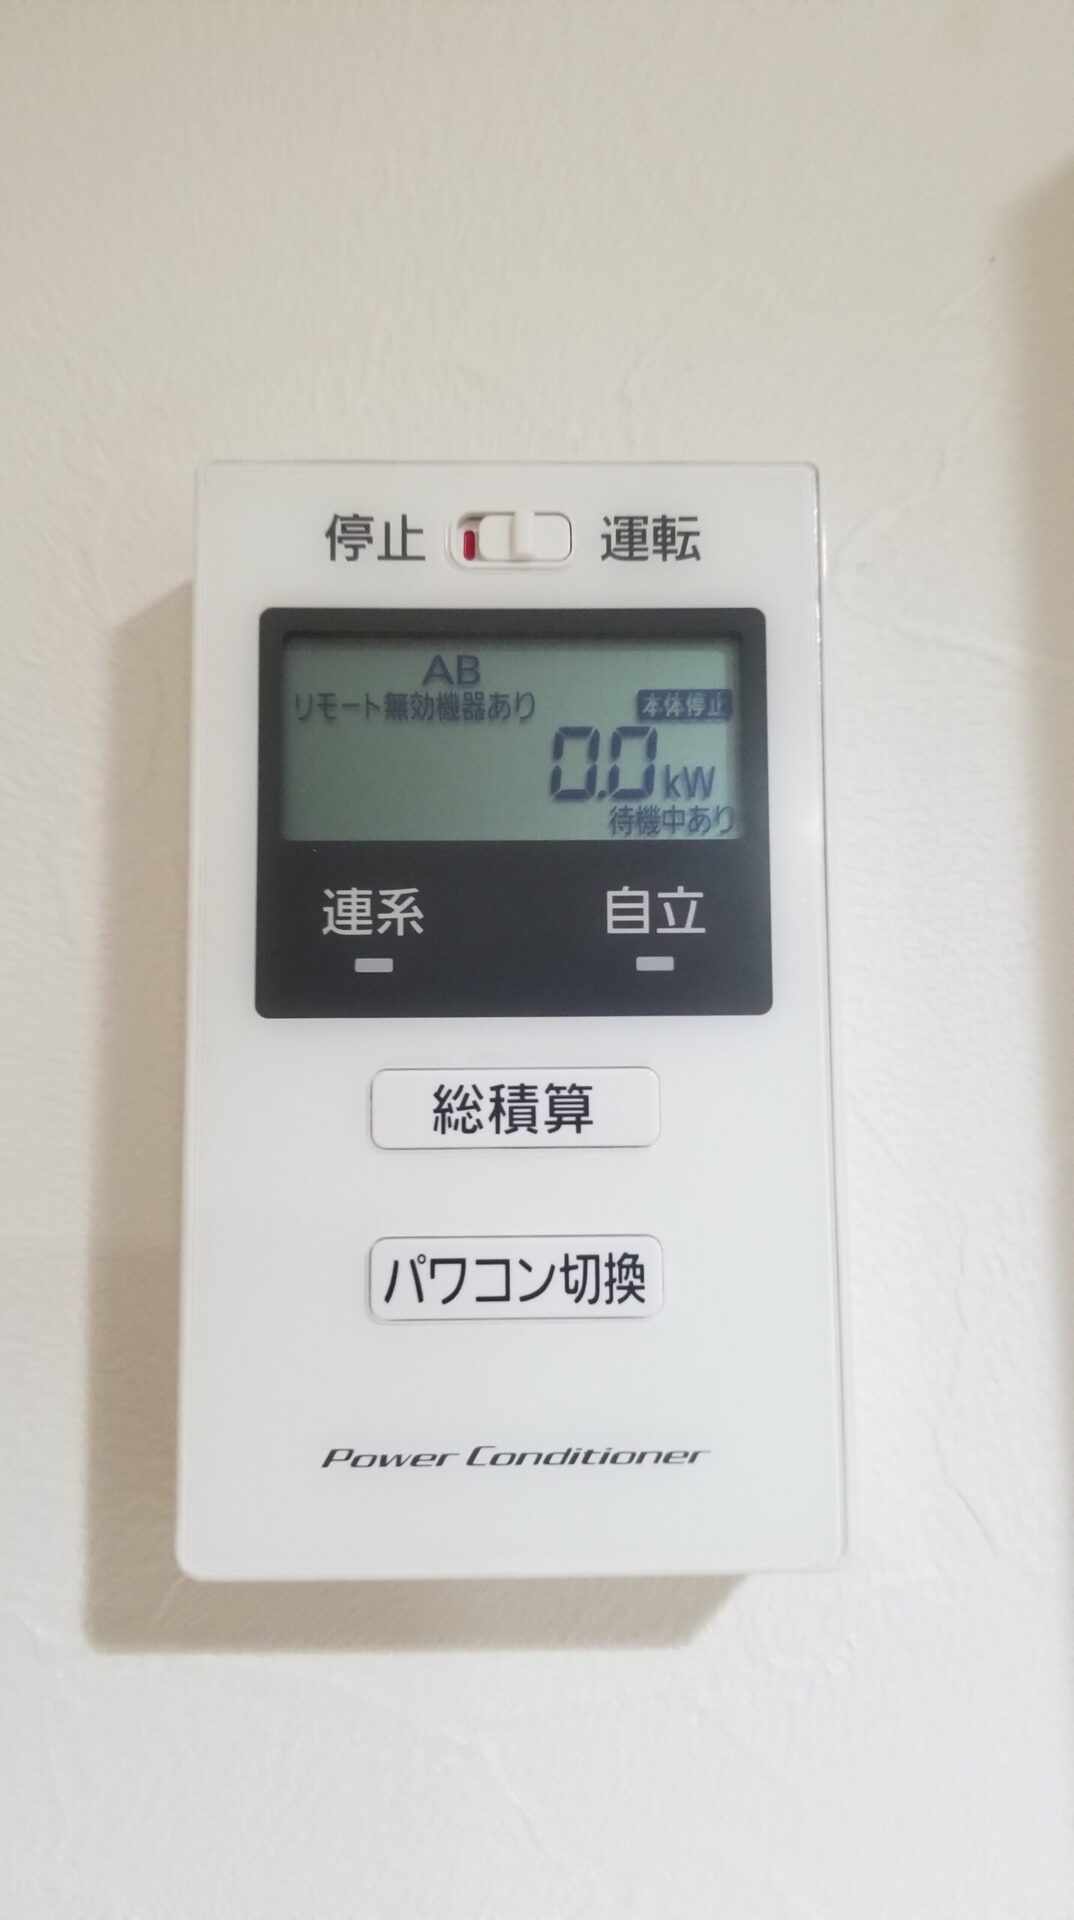 停止 運転
AB
リモート無効機器あり 本体停止
0.0kW
待機中あり
連系 自立
総積算
パワコン切換
Power Conditioner